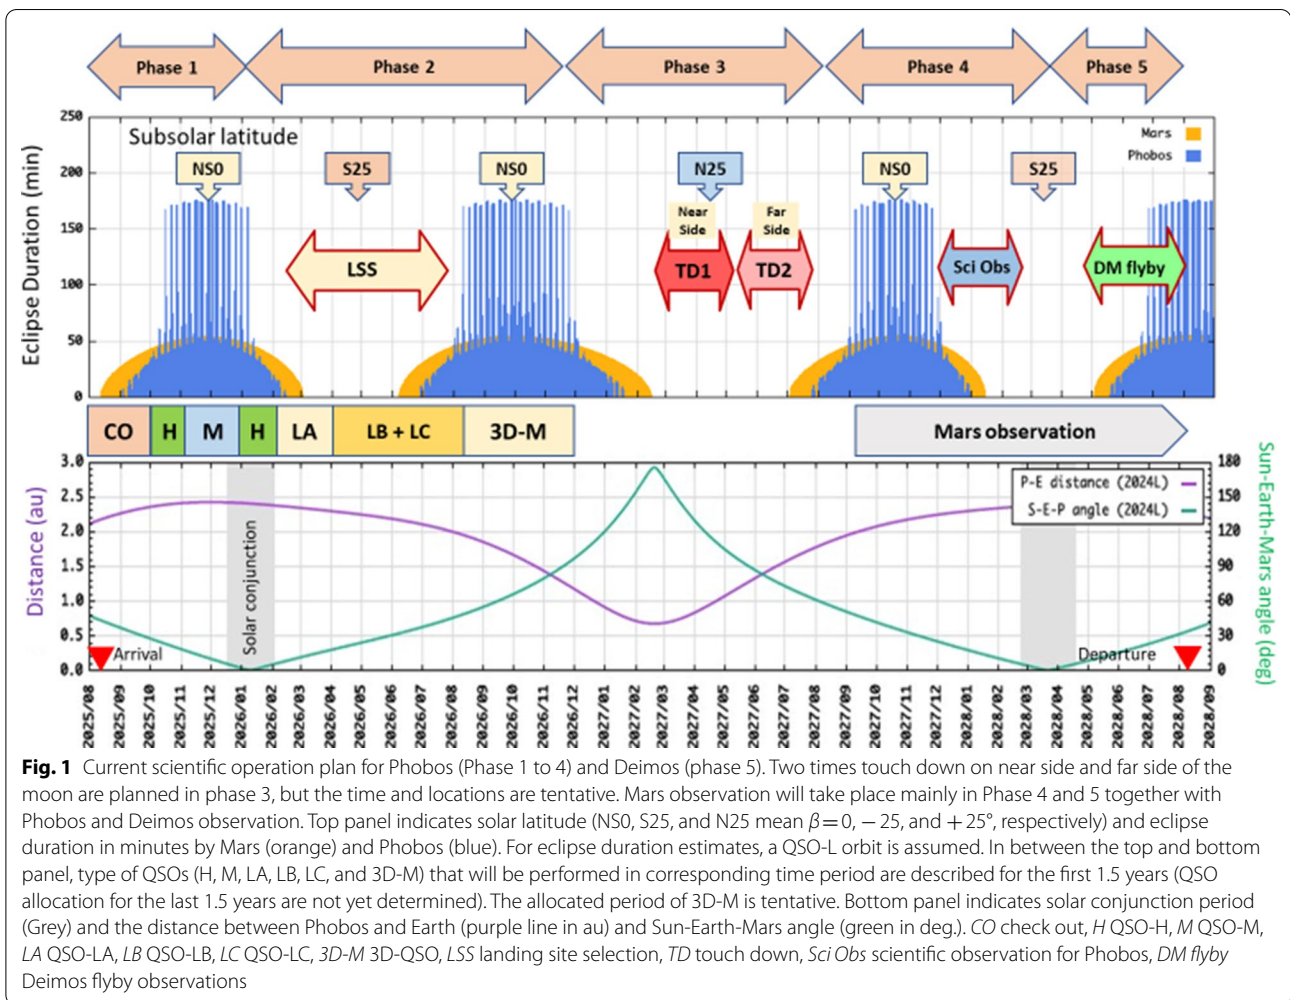 Phase 1
Phase 2
Phase 3
Phase 4
Phase 5
250
200
150
100
50
0
Eclipse Duration (min)
Subsolar latitude
Mars
Phobos
NS0
S25
NS0
N25
NS0
S25
Near
Side
Far
Side
LSS
TD1
TD2
Sci Obs
DM flyby
CO
H
M
H
LA
LB + LC
3D-M
Mars observation
3.0
2.5
2.0
1.5
1.0
0.5
0.0
Distance (au)
180
150
120
90
60
30
0
Sun-Earth-Mars angle (deg)
P-E distance (2024L)
S-E-P angle (2024L)
Solar conjunction
Arrival
Departure
2025/08
2025/09
2025/10
2025/11
2025/12
2026/01
2026/01
2026/03
2026/04
2026/05
2026/06
2026/07
2026/08
2026/09
2026/10
2026/11
2026/12
2027/01
2027/02
2027/03
2027/04
2027/05
2027/06
2027/07
2027/08
2027/09
2027/10
2027/11
2027/12
2028/01
2028/02
2028/03
2028/04
2028/05
2028/06
2028/07
2028/08
2028/09
Fig. 1 Current scientific operation plan for Phobos (Phase 1 to 4) and Deimos (phase 5). Two times touch down on near side and far side of the
moon are planned in phase 3, but the time and locations are tentative. Mars observation will take place mainly in Phase 4 and 5 together with
Phobos and Deimos observation. Top panel indicates solar latitude (NS0, S25, and N25 mean β = 0, − 25, and + 25°, respectively) and eclipse
duration in minutes by Mars (orange) and Phobos (blue). For eclipse duration estimates, a QSO-L orbit is assumed. In between the top and bottom
panel, type of QSOs (H, M, LA, LB, LC, and 3D-M) that will be performed in corresponding time period are described for the first 1.5 years (QSO
allocation for the last 1.5 years are not yet determined). The allocated period of 3D-M is tentative. Bottom panel indicates solar conjunction period
(Grey) and the distance between Phobos and Earth (purple line in au) and Sun-Earth-Mars angle (green in deg.). CO check out, H QSO-H, M QSO-M,
LA QSO-LA, LB QSO-LB, LC QSO-LC, 3D-M 3D-QSO, LSS landing site selection, TD touch down, Sci Obs scientific observation for Phobos, DM flyby
Deimos flyby observations